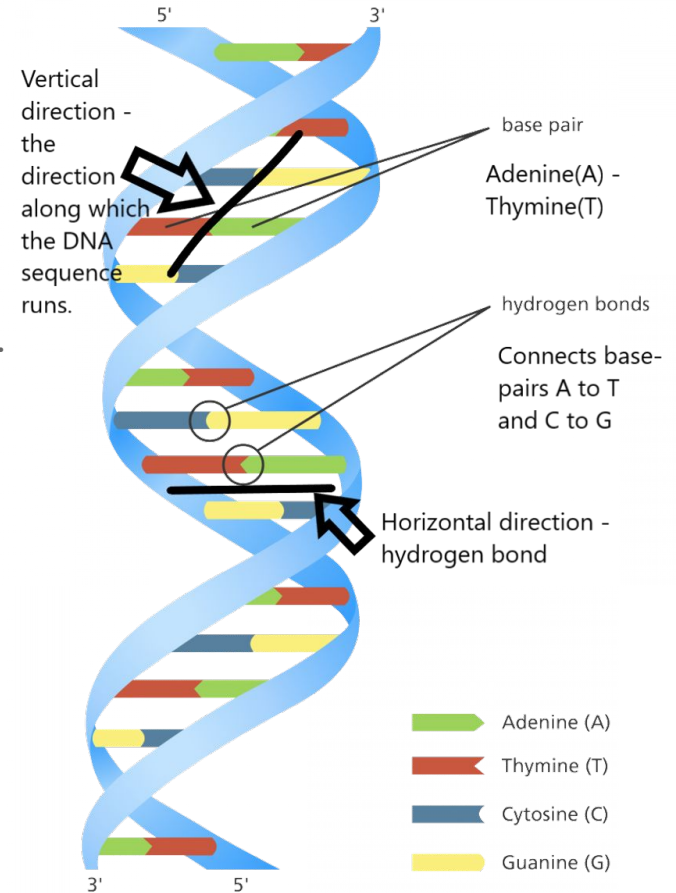 5'
3'
Vertical
direction -
the
direction
along which
the DNA
sequence
runs.
base pair
Adenine(A) -
Thymine(T)
hydrogen bonds
Connects base-
pairs A to T
and C to G
Horizontal direction -
hydrogen bond
Adenine (A)
Thymine (T)
Cytosine (C)
Guanine (G)
3'
5'